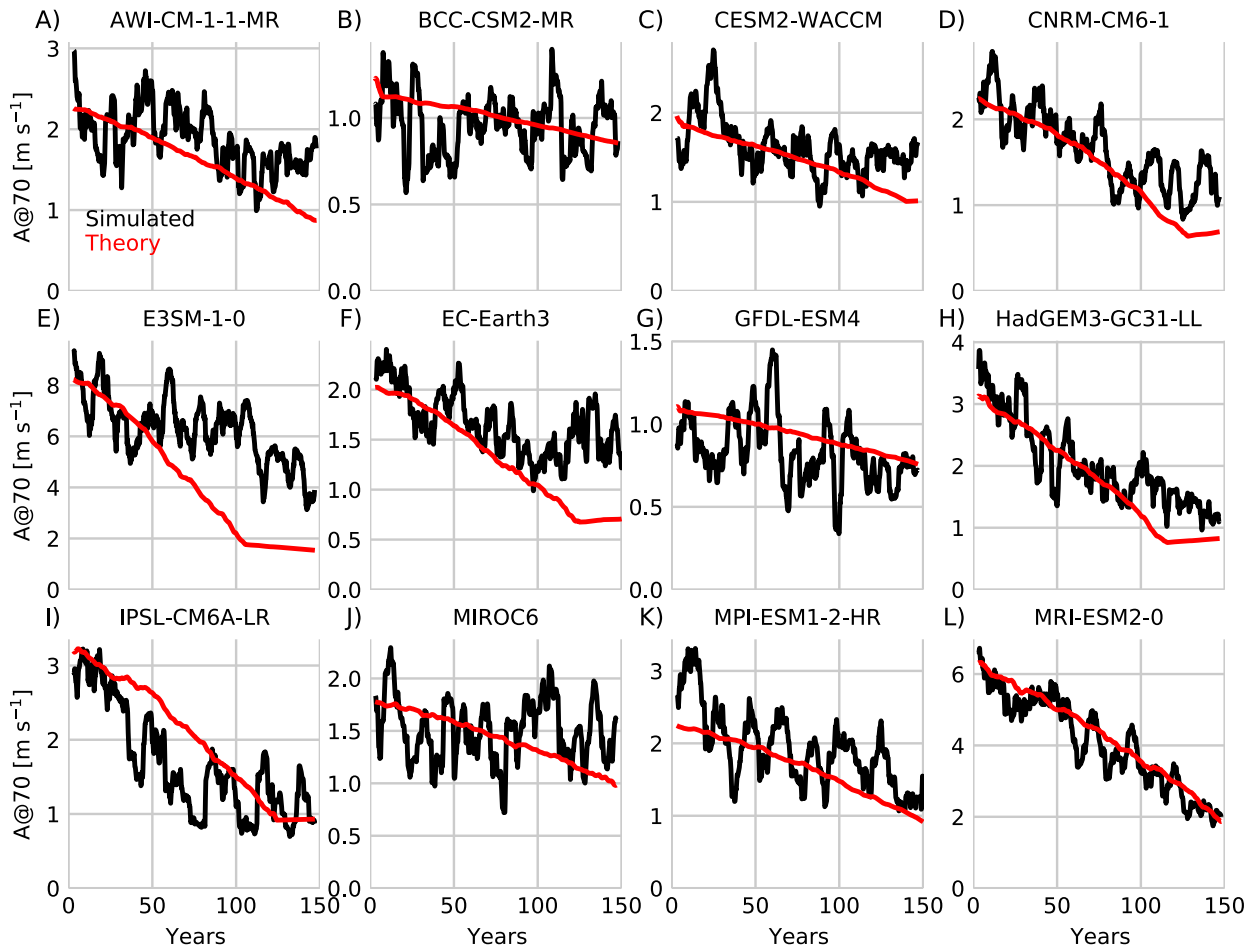 A) AWI-CM-1-1-MR
B) BCC-CSM2-MR
C) CESM2-WACCM
D) CNRM-CM6-1
A@70 [m s⁻¹]
3
2
1
0
Simulated
Theory
1.0
0.5
0.0
2
1
0
2
1
0
E) E3SM-1-0
F) EC-Earth3
G) GFDL-ESM4
H) HadGEM3-GC31-LL
A@70 [m s⁻¹]
8
6
4
2
0
2.0
1.5
1.0
0.5
0.0
1.5
1.0
0.5
0.0
4
3
2
1
0
I) IPSL-CM6A-LR
J) MIROC6
K) MPI-ESM1-2-HR
L) MRI-ESM2-0
A@70 [m s⁻¹]
3
2
1
0
2.0
1.5
1.0
0.5
0.0
3
2
1
0
6
4
2
0
0 50 100 150
0 50 100 150
0 50 100 150
0 50 100 150
Years
Years
Years
Years